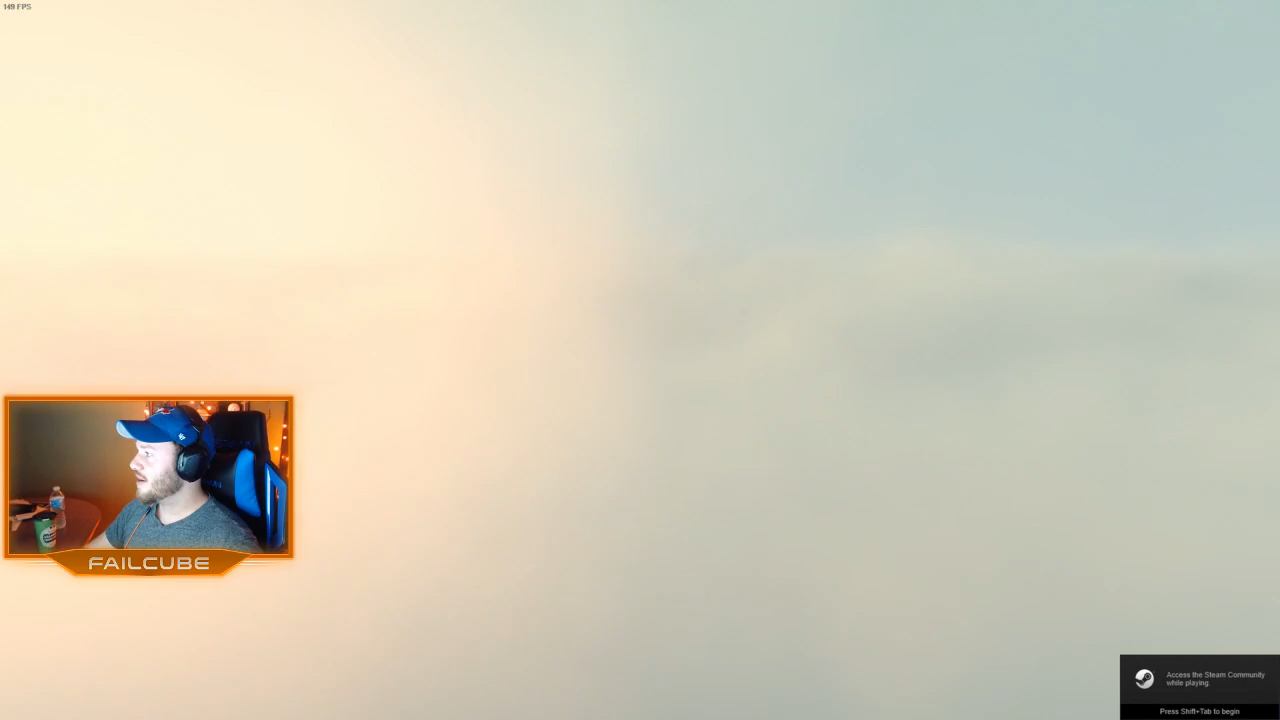 149 FPS
FAILCUBE
Access the Steam Community
while playing.
Press Shift+Tab to begin